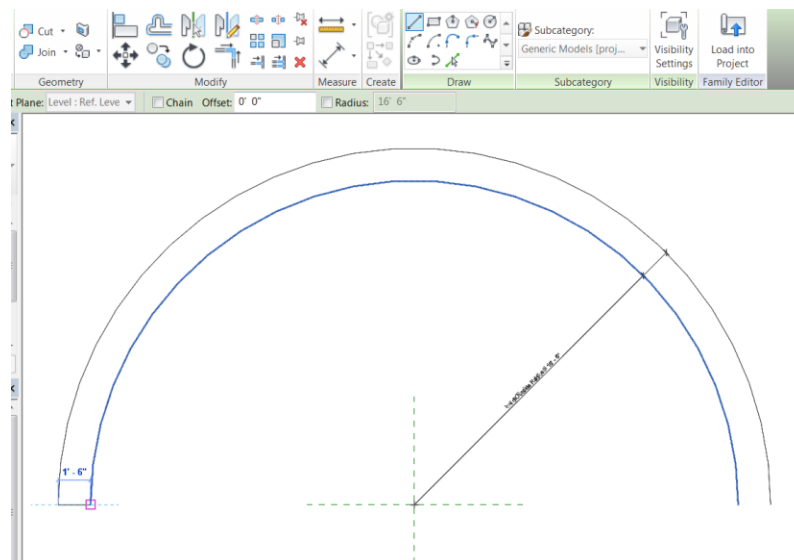 Cut
Join
Geometry
Modify
Measure
Create
Draw
Subcategory:
Generic Models [proj...
Subcategory
Visibility
Settings
Visibility
Load into
Project
Family Editor
t Plane: Level : Ref. Leve
Chain
Offset: 0' 0"
Radius: 16' 6"
1' - 6"